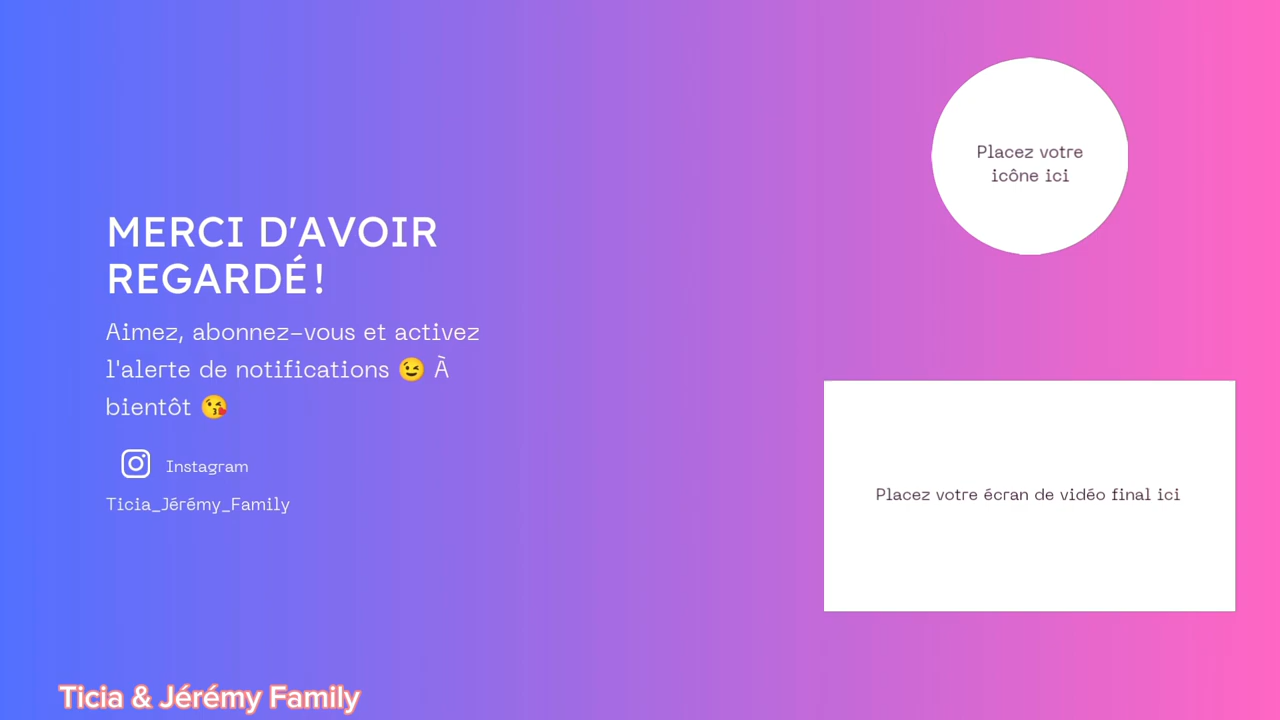 MERCI D'AVOIR
REGARDÉ!
Aimez, abonnez-vous et activez
l'alerte de notifications 😉 À
bientôt 😘
Instagram
Ticia_Jérémy_Family
Placez votre
icône ici
Placez votre écran de vidéo final ici
Ticia & Jérémy Family